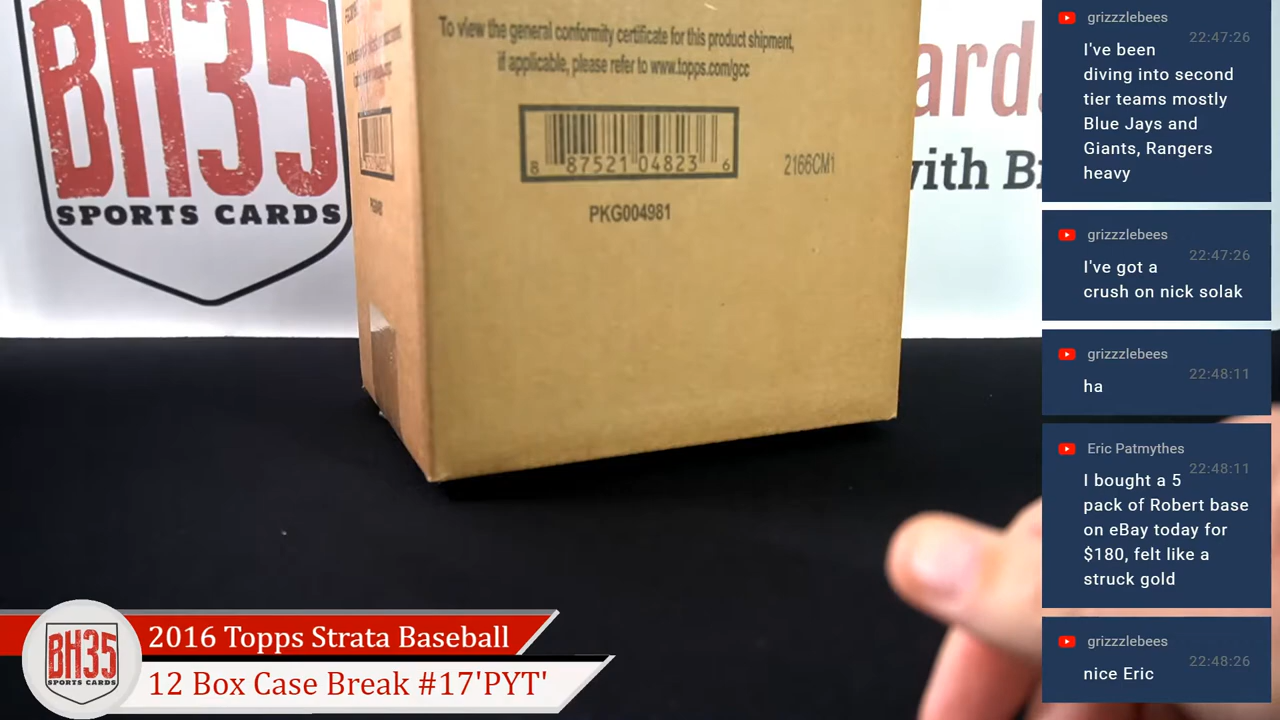 BH35
SPORTS CARDS
To view the general conformity certificate for this product shipment,
if applicable, please refer to www.topps.com/gcc
8 87521 04823 6
2166CM1
PKG004981
ard
with B
grizzzlebees
22:47:26
I've been
diving into second
tier teams mostly
Blue Jays and
Giants, Rangers
heavy
grizzzlebees
22:47:26
I've got a
crush on nick solak
grizzzlebees
22:48:11
ha
Eric Patmythes
22:48:11
I bought a 5
pack of Robert base
on eBay today for
$180, felt like a
struck gold
grizzzlebees
22:48:26
nice Eric
BH35
SPORTS CARDS
2016 Topps Strata Baseball
12 Box Case Break #17'PYT'